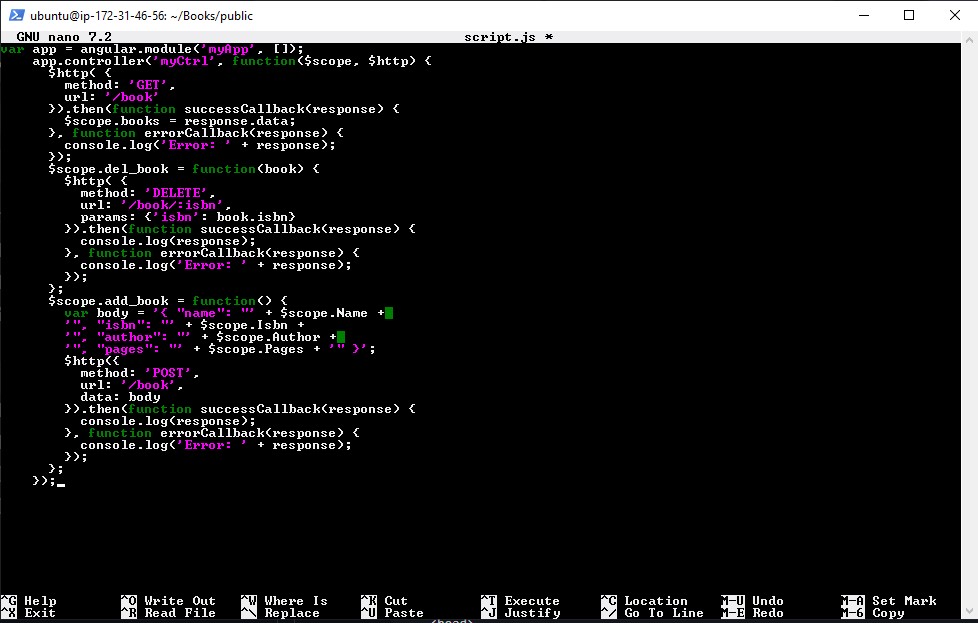 ubuntu@ip-172-31-46-56: ~/Books/public
GNU nano 7.2 script.js *
var app = angular.module('myApp', []);
app.controller('myCtrl', function($scope, $http) {
$http( {
method: 'GET',
url: '/book'
}).then(function successCallback(response) {
$scope.books = response.data;
}, function errorCallback(response) {
console.log('Error: ' + response);
});
$scope.del_book = function(book) {
$http( {
method: 'DELETE',
url: '/book/:isbn',
params: {'isbn': book.isbn}
}).then(function successCallback(response) {
console.log(response);
}, function errorCallback(response) {
console.log('Error: ' + response);
});
};
$scope.add_book = function() {
var body = '{ "name": "' + $scope.Name +
'", "isbn": "' + $scope.Isbn +
'", "author": "' + $scope.Author +
'", "pages": "' + $scope.Pages + '" }';
$http({
method: 'POST',
url: '/book',
data: body
}).then(function successCallback(response) {
console.log(response);
}, function errorCallback(response) {
console.log('Error: ' + response);
});
};
});
^G Help ^O Write Out ^W Where Is ^K Cut ^T Execute ^C Location M-U Undo M-A Set Mark
^X Exit ^R Read File ^\ Replace ^U Paste ^J Justify ^/ Go To Line M-E Redo M-6 Copy